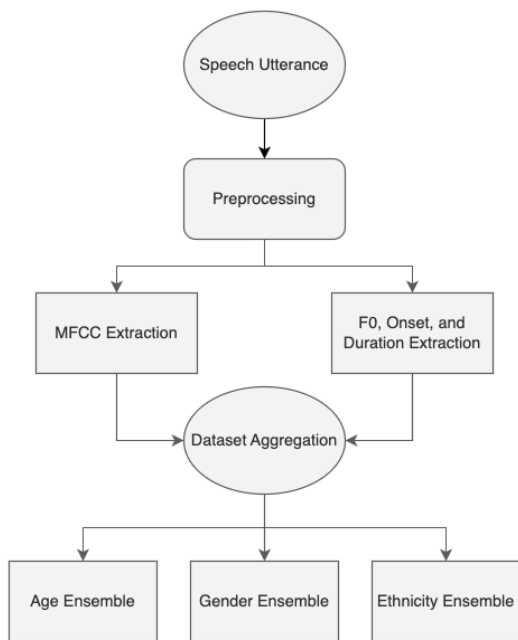 Speech Utterance
Preprocessing
MFCC Extraction
F0, Onset, and
Duration Extraction
Dataset Aggregation
Age Ensemble
Gender Ensemble
Ethnicity Ensemble